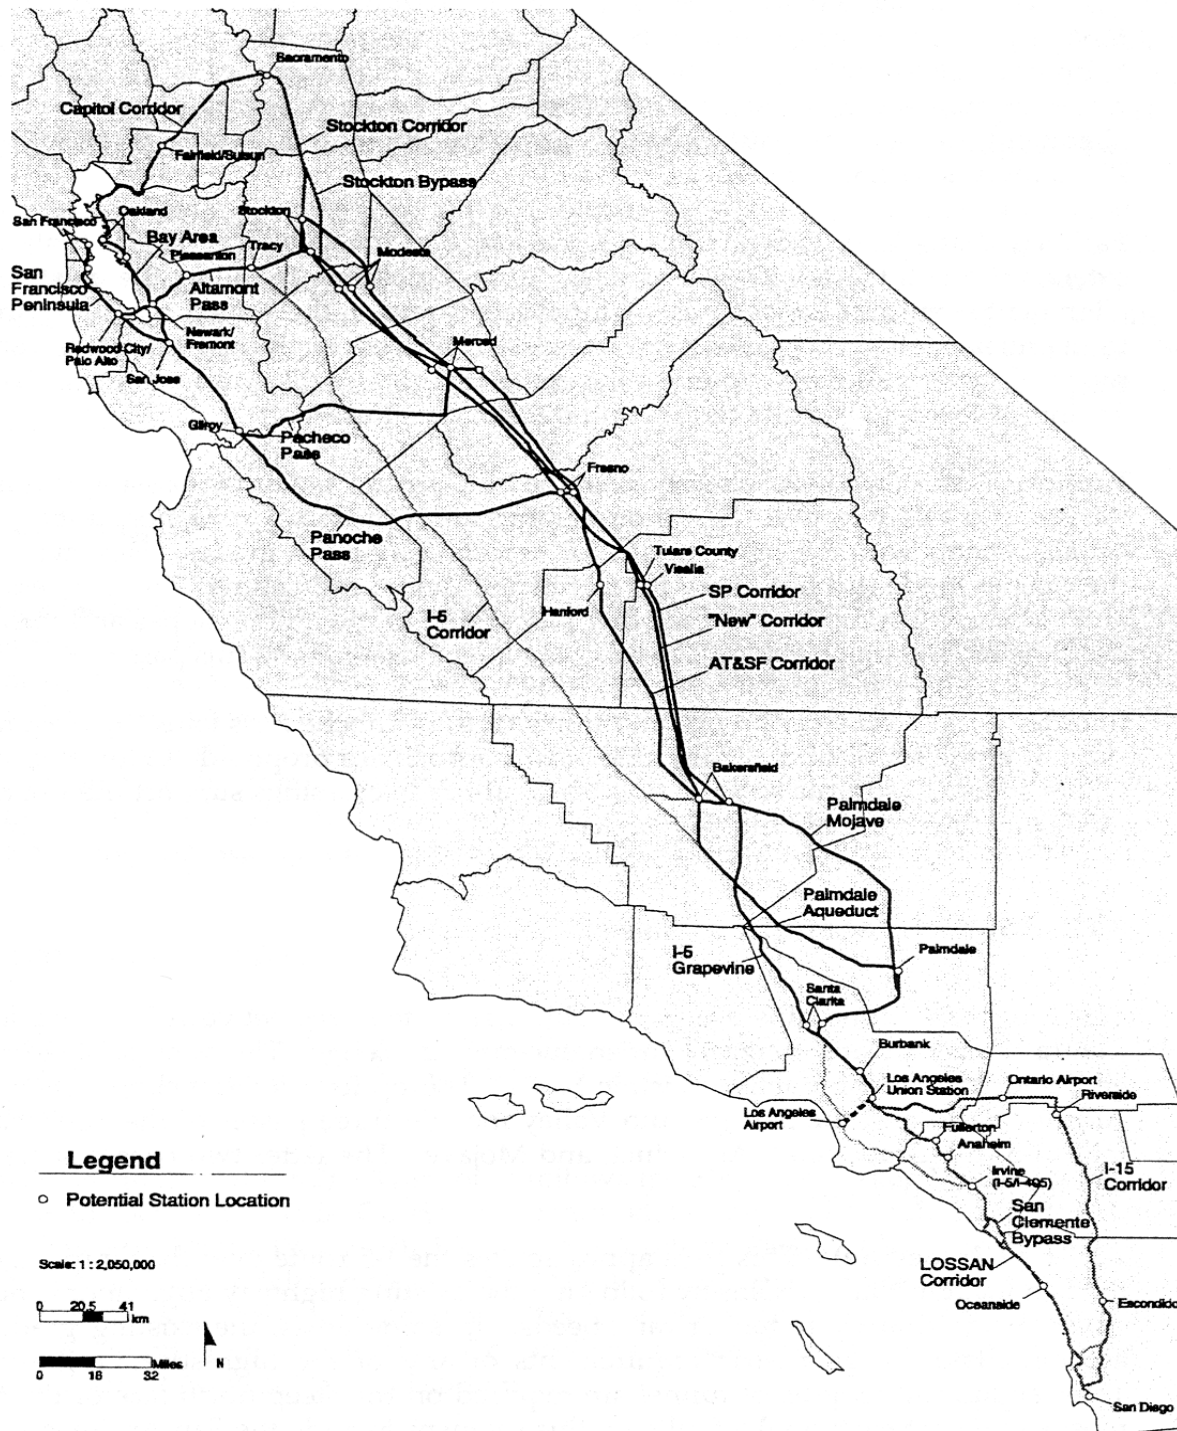 Sacramento
Capitol Corridor
Stockton Corridor
Fairfield/Suisun
Stockton Bypass
Oakland
Stockton
San Francisco
Bay Area
Tracy
Modesto
Pleasanton
San
Francisco
Peninsula
Altamont
Pass
Newark/
Fremont
Redwood City/
Palo Alto
Merced
San Jose
Gilroy
Pacheco
Pass
Fresno
Panoche
Pass
Tulare County
Visalia
SP Corridor
"New" Corridor
I-5
Corridor
Hanford
AT&SF Corridor
Bakersfield
Palmdale
Mojave
Palmdale
Aqueduct
I-5
Grapevine
Palmdale
Santa
Clarita
Burbank
Los Angeles
Union Station
Ontario Airport
Riverside
Los Angeles
Airport
Fullerton
Anaheim
Irvine
(I-5/I-405)
I-15
Corridor
San
Clemente
Bypass
LOSSAN
Corridor
Oceanside
Escondido
San Diego
Legend
Potential Station Location
Scale: 1 : 2,050,000
0 20.5 41
km
Miles
0 16 32
N